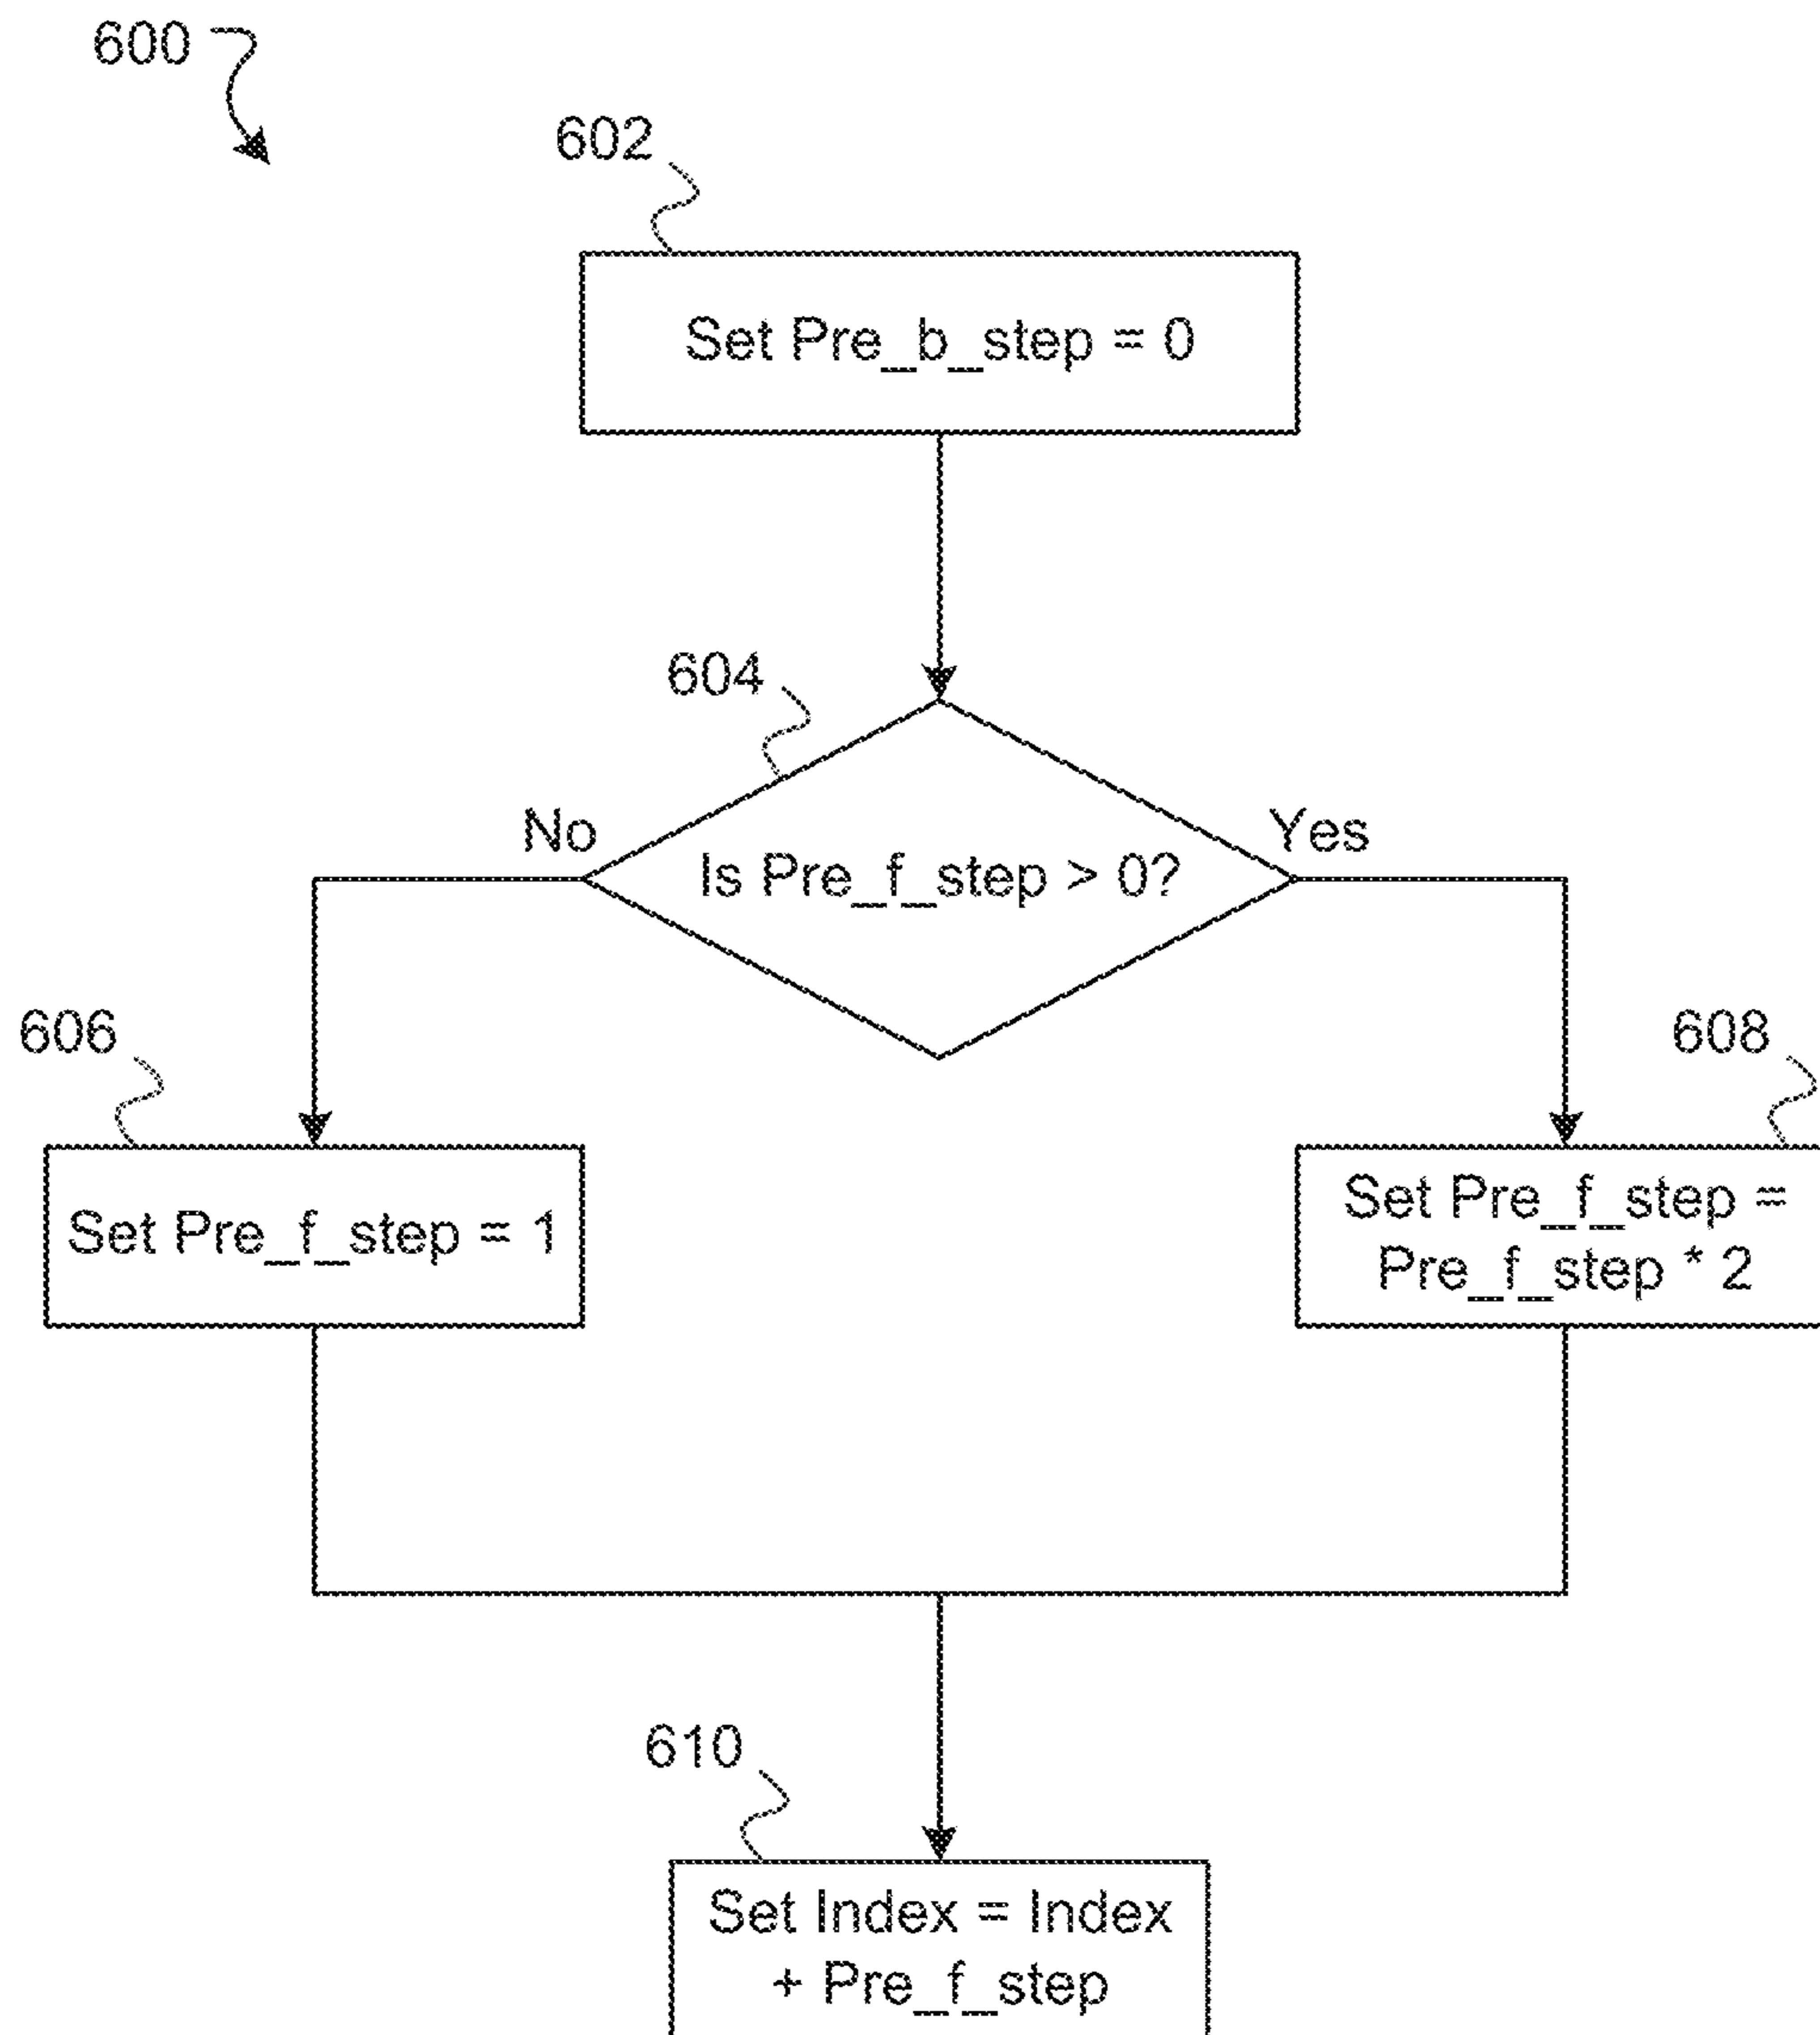 600
602
Set Pre_b_step = 0
604
No
Yes
Is Pre_f_step > 0?
606
608
Set Pre_f_step = 1
Set Pre_f_step =
Pre_f_step * 2
610
Set Index = Index
+ Pre_f_step